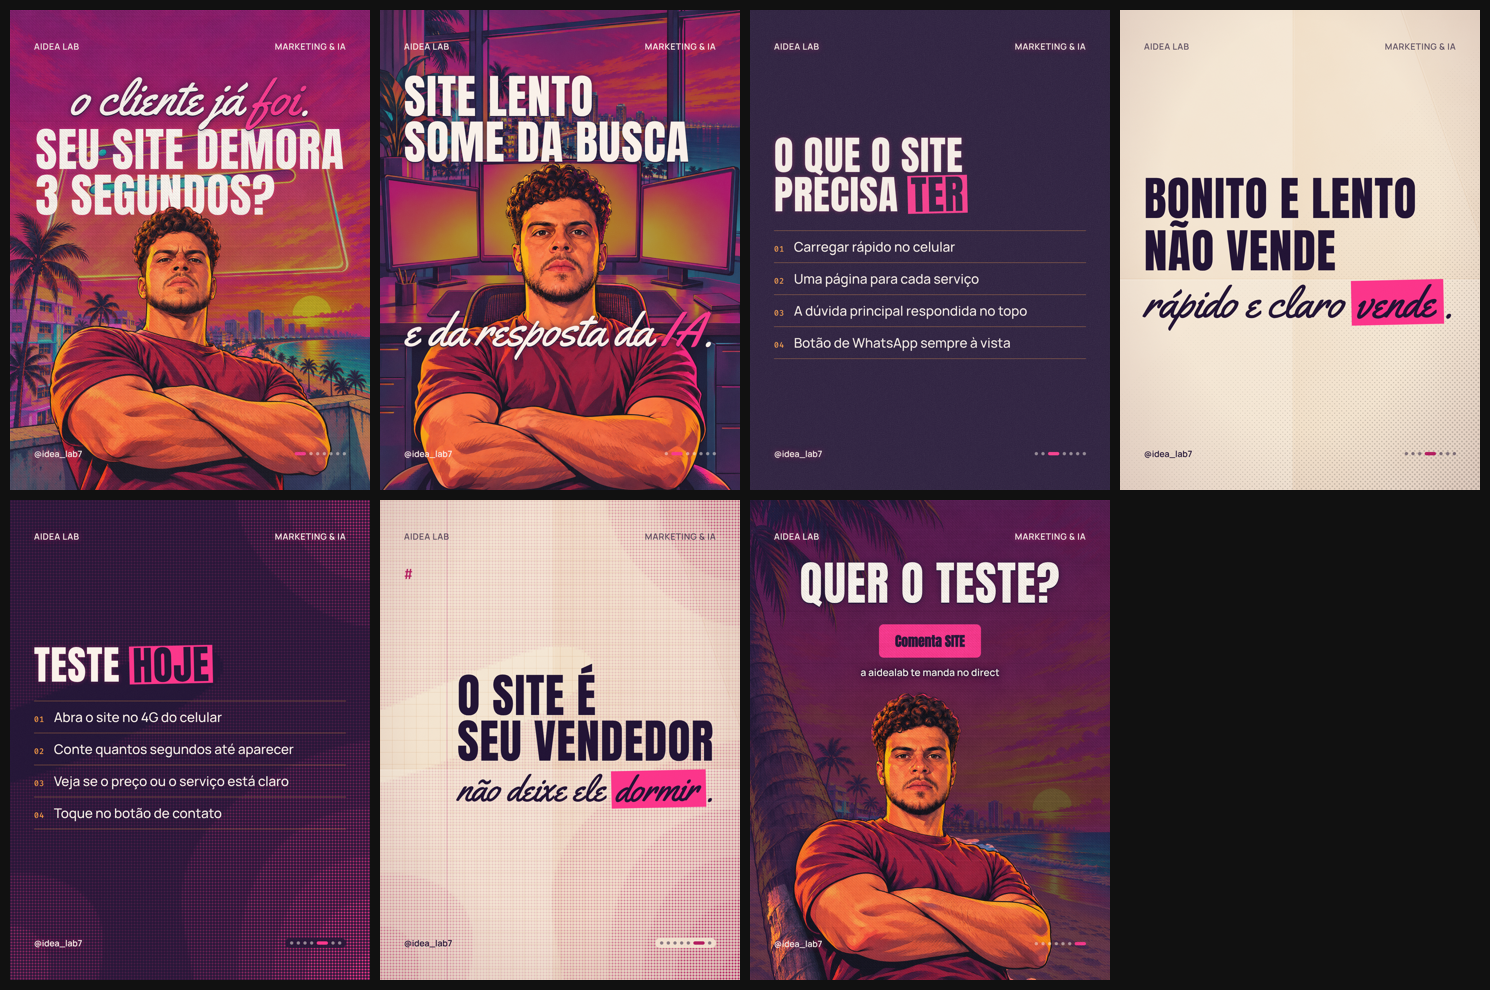 AIDEA LAB
MARKETING & IA
o cliente já foi.
SEU SITE DEMORA
3 SEGUNDOS?
@idea_lab7
AIDEA LAB
MARKETING & IA
SITE LENTO
SOME DA BUSCA
e da resposta da IA.
@idea_lab7
AIDEA LAB
MARKETING & IA
O QUE O SITE
PRECISA TER
01 Carregar rápido no celular
02 Uma página para cada serviço
03 A dúvida principal respondida no topo
04 Botão de WhatsApp sempre à vista
@idea_lab7
AIDEA LAB
MARKETING & IA
BONITO E LENTO
NÃO VENDE
rápido e claro vende.
@idea_lab7
AIDEA LAB
MARKETING & IA
TESTE HOJE
01 Abra o site no 4G do celular
02 Conte quantos segundos até aparecer
03 Veja se o preço ou o serviço está claro
04 Toque no botão de contato
@idea_lab7
AIDEA LAB
MARKETING & IA
#
O SITE É
SEU VENDEDOR
não deixe ele dormir.
@idea_lab7
AIDEA LAB
MARKETING & IA
QUER O TESTE?
Comenta SITE
a aidealab te manda no direct
@idea_lab7